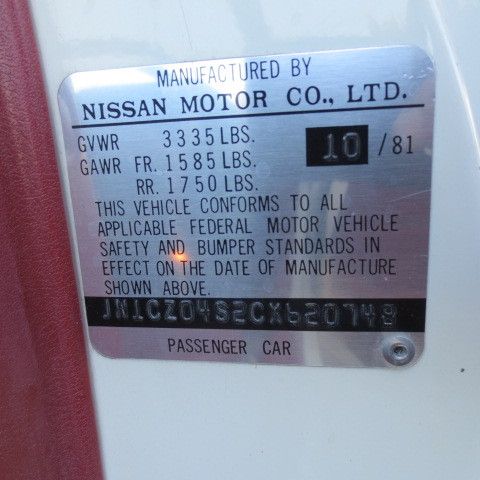 MANUFACTURED BY
NISSAN MOTOR CO., LTD.
GVWR 3335 LBS. 10 / 81
GAWR FR. 1585 LBS.
RR. 1750 LBS.
THIS VEHICLE CONFORMS TO ALL
APPLICABLE FEDERAL MOTOR VEHICLE
SAFETY AND BUMPER STANDARDS IN
EFFECT ON THE DATE OF MANUFACTURE
SHOWN ABOVE.
JN1CZ04S2CX620748
PASSENGER CAR